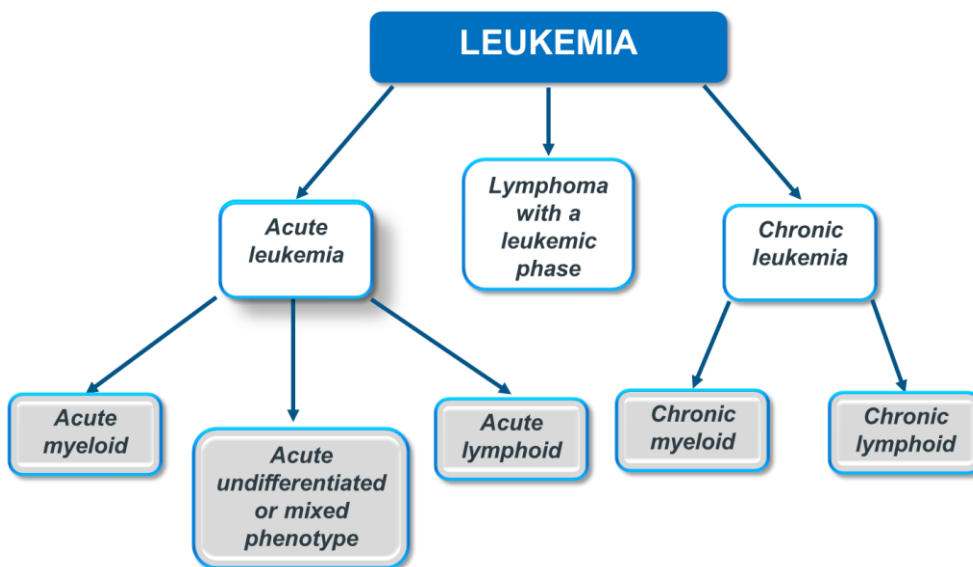 LEUKEMIA
Lymphoma
with a
leukemic
phase
Acute
leukemia
Chronic
leukemia
Acute
myeloid
Acute
undifferentiated
or mixed
phenotype
Acute
lymphoid
Chronic
myeloid
Chronic
lymphoid